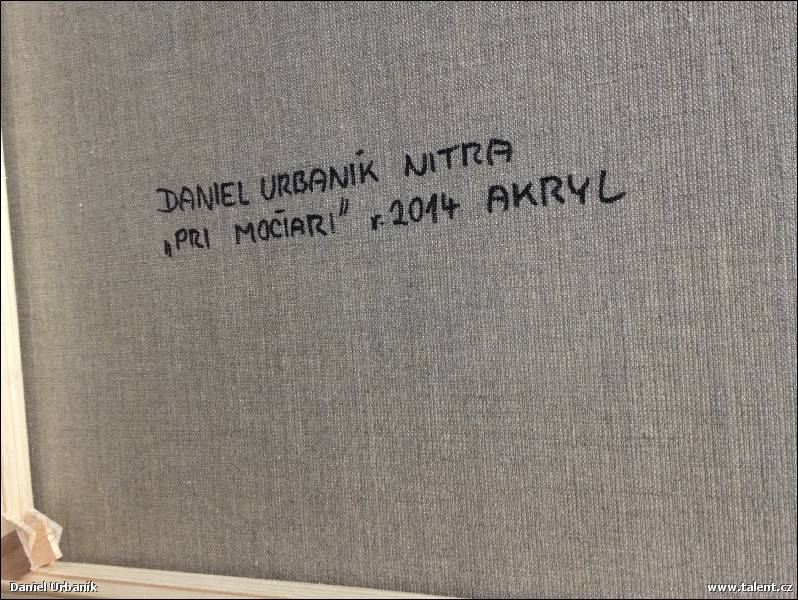 DANIEL URBANÍK NITRA
„PRI MOČIARI" r. 2014 AKRYL
Daniel Urbaník
www.talent.cz